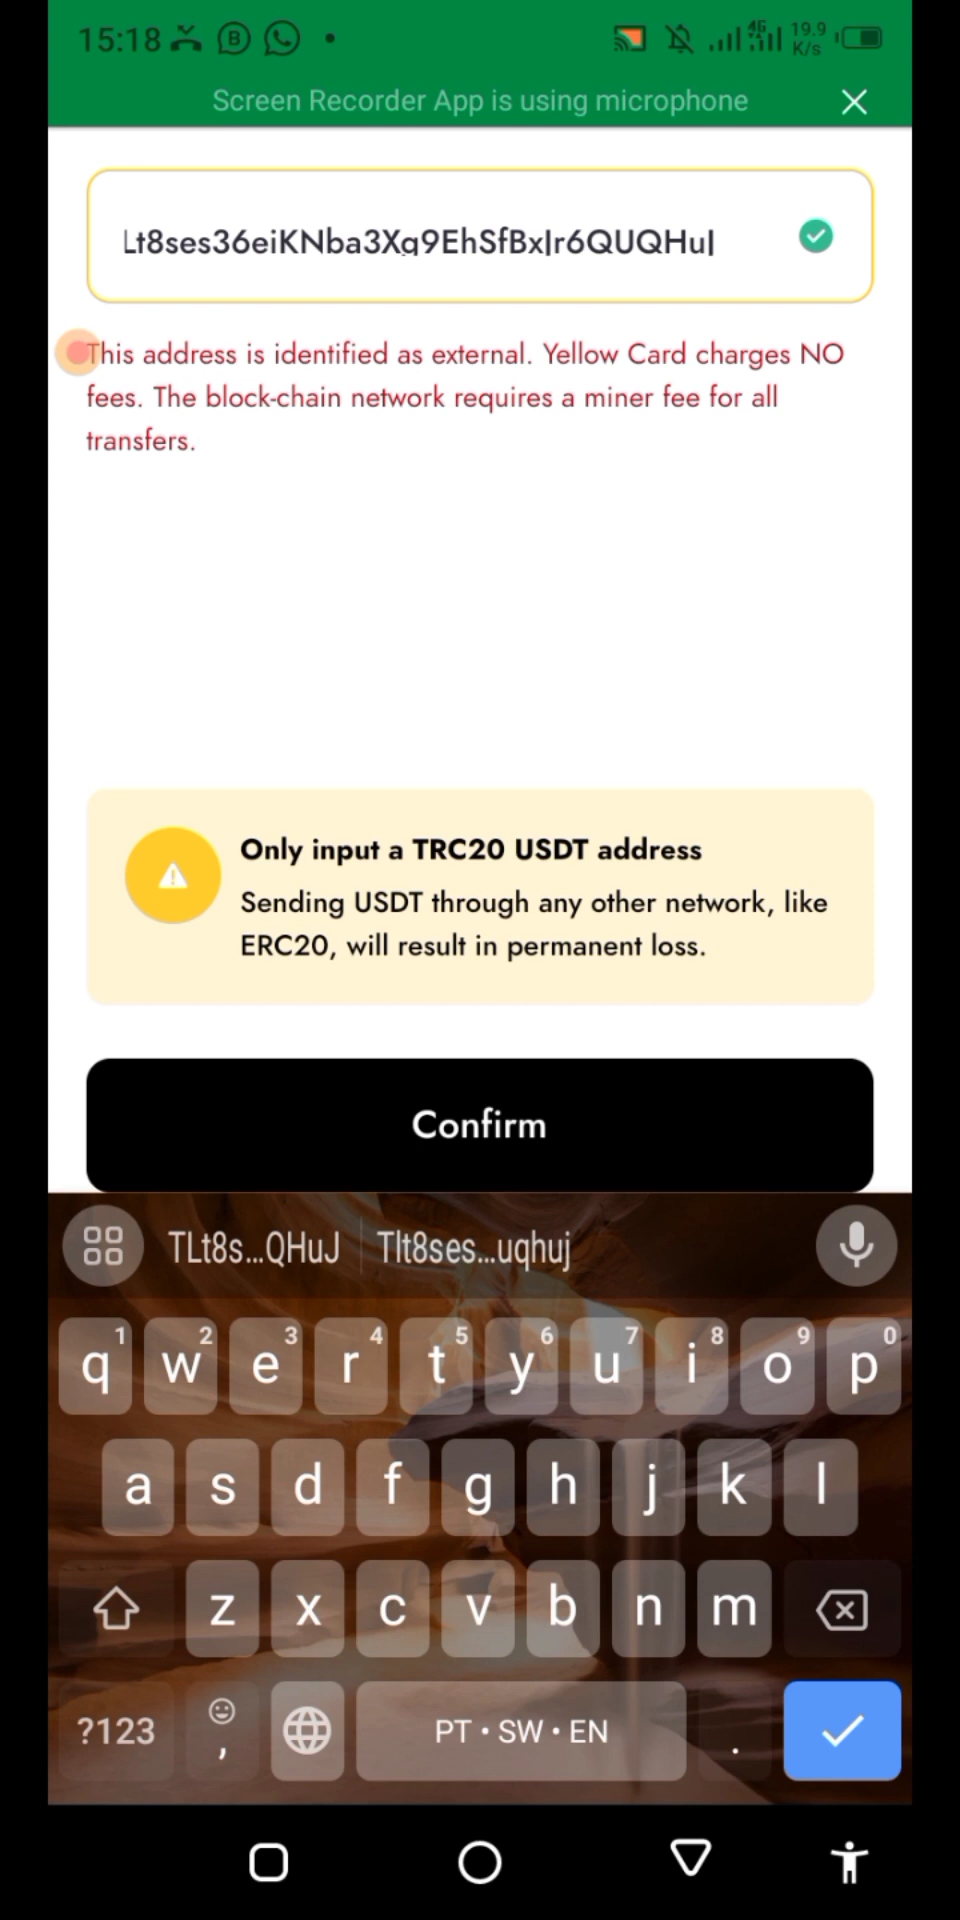 15:18
4G
19.9
K/s
Screen Recorder App is using microphone
Lt8ses36eiKNba3Xg9EhSfBxJr6QUQHuJ
This address is identified as external. Yellow Card charges NO
fees. The block-chain network requires a miner fee for all
transfers.
Only input a TRC20 USDT address
Sending USDT through any other network, like
ERC20, will result in permanent loss.
Confirm
TLt8s...QHuJ Tlt8ses...uqhuj
1 2 3 4 5 6 7 8 9 0
q w e r t y u i o p
a s d f g h j k l
z x c v b n m
?123 , PT • SW • EN .